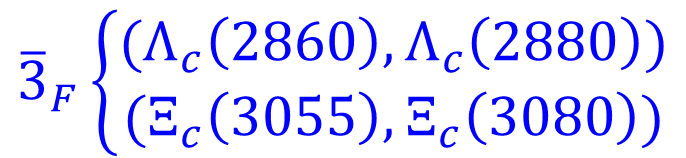 3̅_F { (Λ_c(2860), Λ_c(2880))
(Ξ_c(3055), Ξ_c(3080))